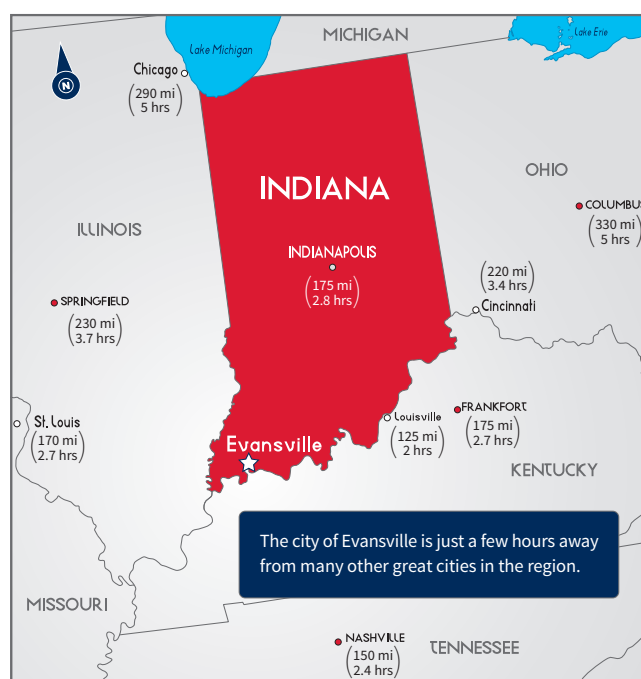 MICHIGAN
Lake Michigan
Lake Erie
Chicago
(290 mi
5 hrs)
N
INDIANA
OHIO
COLUMBUS
(330 mi
5 hrs)
ILLINOIS
INDIANAPOLIS
(175 mi
2.8 hrs)
(220 mi
3.4 hrs)
Cincinnati
SPRINGFIELD
(230 mi
3.7 hrs)
St. Louis
(170 mi
2.7 hrs)
Louisville
(125 mi
2 hrs)
FRANKFORT
(175 mi
2.7 hrs)
Evansville
KENTUCKY
The city of Evansville is just a few hours away
from many other great cities in the region.
MISSOURI
NASHVILLE
(150 mi
2.4 hrs)
TENNESSEE